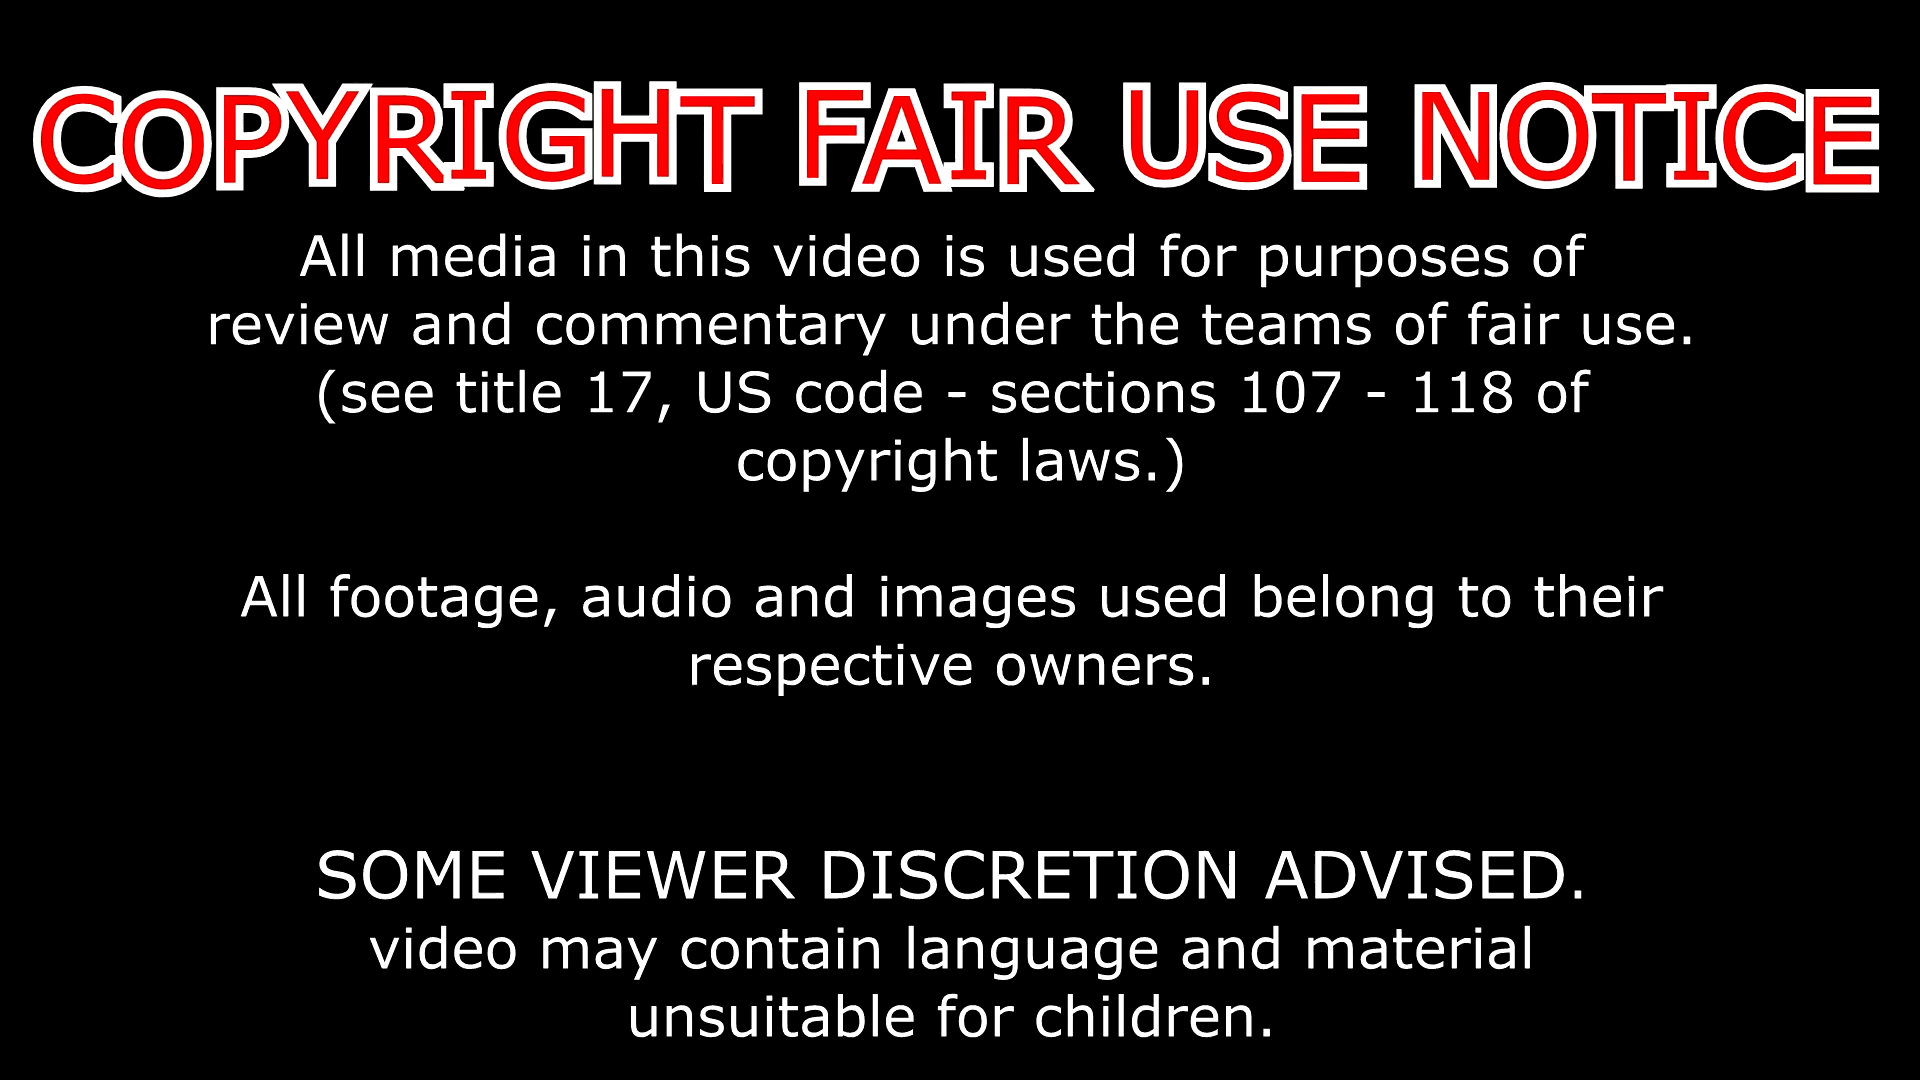 COPYRIGHT FAIR USE NOTICE
All media in this video is used for purposes of
review and commentary under the teams of fair use.
(see title 17, US code - sections 107 - 118 of
copyright laws.)
All footage, audio and images used belong to their
respective owners.
SOME VIEWER DISCRETION ADVISED.
video may contain language and material
unsuitable for children.